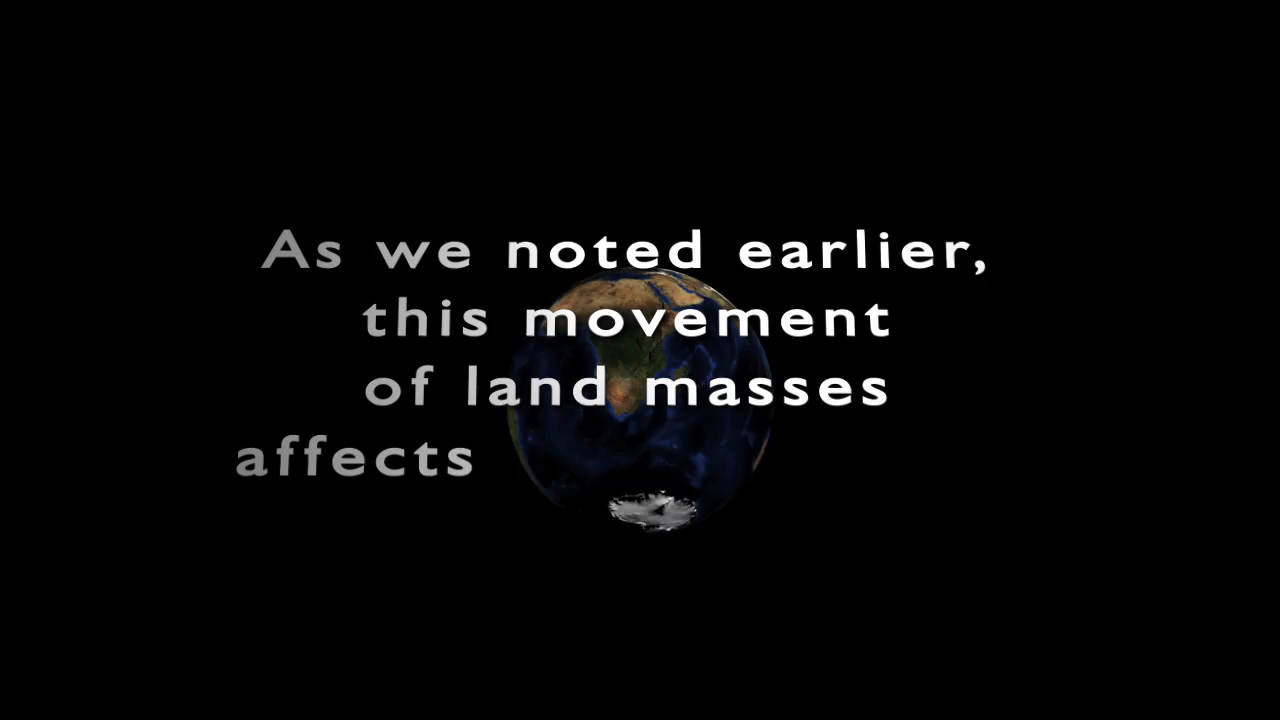 As we noted earlier,
this movement
of land masses
affects